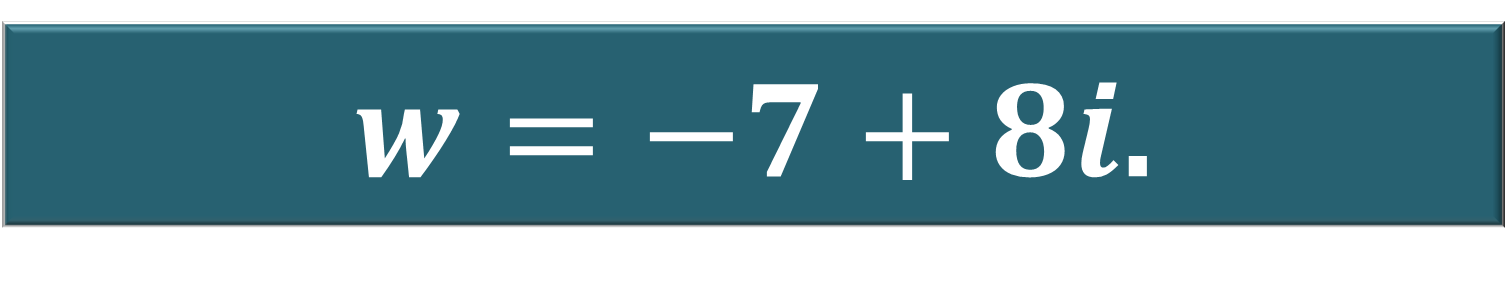 w = −7 + 8i.